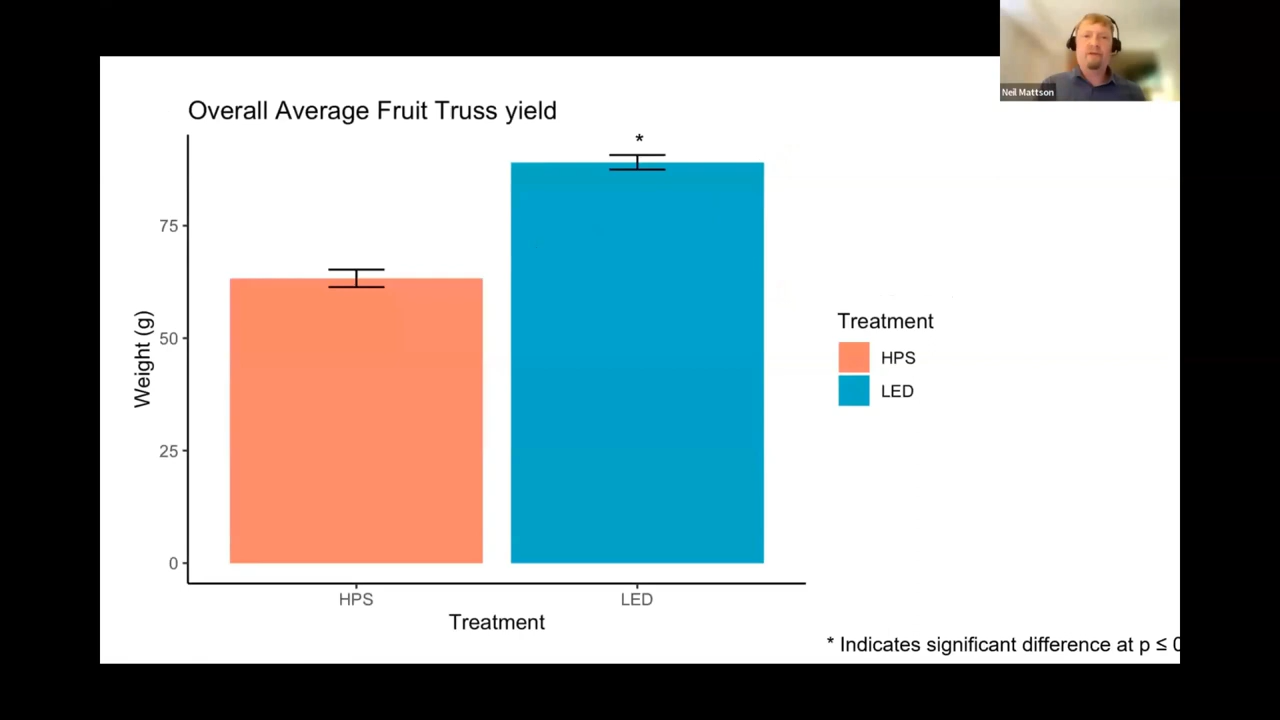 Neil Mattson
Overall Average Fruit Truss yield
*
75
50
25
0
Weight (g)
HPS
LED
Treatment
Treatment
HPS
LED
* Indicates significant difference at p ≤